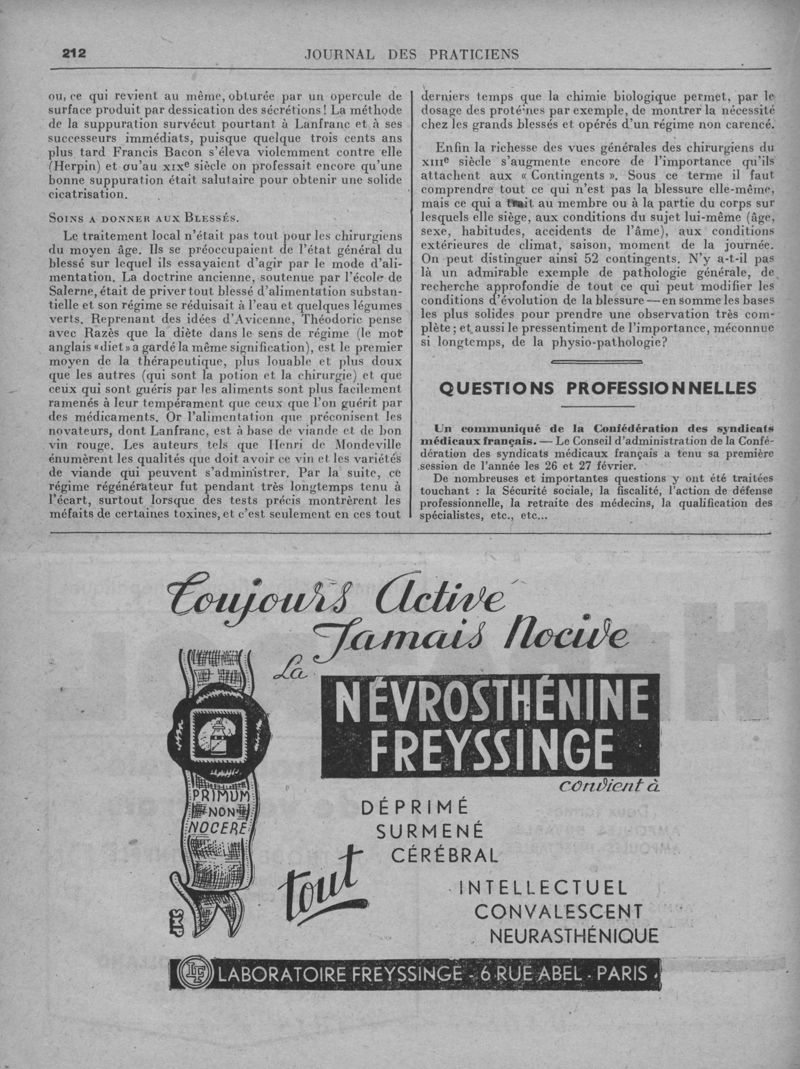 212
JOURNAL DES PRATICIENS
ou, ce qui revient au même, obturée par un opercule de
surface produit par dessication des sécrétions! La méthode
de la suppuration survécut pourtant à Lanfranc et à ses
successeurs immédiats, puisque quelque trois cents ans
plus tard Francis Bacon s'éleva violemment contre elle
(Herpin) et qu'au XIXe siècle on professait encore qu'une
bonne suppuration était salutaire pour obtenir une solide
cicatrisation.
SOINS A DONNER AUX BLESSÉS.
Le traitement local n'était pas tout pour les chirurgiens
du moyen âge. Ils se préoccupaient de l'état général du
blessé sur lequel ils essayaient d'agir par le mode d'ali-
mentation. La doctrine ancienne, soutenue par l'école de
Salerne, était de priver tout blessé d'alimentation substan-
tielle et son régime se réduisait à l'eau et quelques légumes
verts. Reprenant des idées d'Avicenne, Théodoric pense
avec Razès que la diète dans le sens de régime (le mot
anglais «diet» a gardé la même signification), est le premier
moyen de la thérapeutique, plus louable et plus doux
que les autres (qui sont la potion et la chirurgie) et que
ceux qui sont guéris par les aliments sont plus facilement
ramenés à leur tempérament que ceux que l'on guérit par
des médicaments. Or l'alimentation que préconisent les
novateurs, dont Lanfranc, est à base de viande et de bon
vin rouge. Les auteurs tels que Henri de Mondeville
énumèrent les qualités que doit avoir ce vin et les variétés
de viande qui peuvent s'administrer. Par la suite, ce
régime régénérateur fut pendant très longtemps tenu à
l'écart, surtout lorsque des tests précis montrèrent les
méfaits de certaines toxines, et c'est seulement en ces tout
derniers temps que la chimie biologique permet, par le
dosage des protéines par exemple, de montrer la nécessité
chez les grands blessés et opérés d'un régime non carencé.
Enfin la richesse des vues générales des chirurgiens du
XIIIe siècle s'augmente encore de l'importance qu'ils
attachent aux « Contingents ». Sous ce terme il faut
comprendre tout ce qui n'est pas la blessure elle-même,
mais ce qui a trait au membre ou à la partie du corps sur
lesquels elle siège, aux conditions du sujet lui-même (âge,
sexe, habitudes, accidents de l'âme), aux conditions
extérieures de climat, saison, moment de la journée.
On peut distinguer ainsi 52 contingents. N'y a-t-il pas
là un admirable exemple de pathologie générale, de
recherche approfondie de tout ce qui peut modifier les
conditions d'évolution de la blessure — en somme les bases
les plus solides pour prendre une observation très com-
plète ; et aussi le pressentiment de l'importance, méconnue
si longtemps, de la physio-pathologie?
QUESTIONS PROFESSIONNELLES
Un communiqué de la Confédération des syndicats
médicaux français. — Le Conseil d'administration de la Confé-
dération des syndicats médicaux français a tenu sa première
session de l'année les 26 et 27 février.
De nombreuses et importantes questions y ont été traitées
touchant : la Sécurité sociale, la fiscalité, l'action de défense
professionnelle, la retraite des médecins, la qualification des
spécialistes, etc., etc...
Toujours Active
Jamais Nocive
La
NÉVROSTHÉNINE
FREYSSINGE
convient à
tout
DÉPRIMÉ
SURMENÉ
CÉRÉBRAL
INTELLECTUEL
CONVALESCENT
NEURASTHÉNIQUE
PRIMUM
NON
NOCERE
LF LABORATOIRE FREYSSINGE - 6 RUE ABEL - PARIS